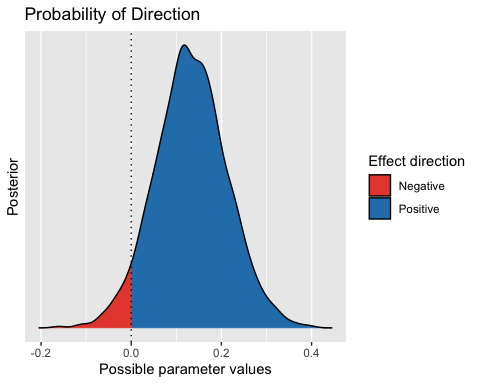 Probability of Direction
Posterior
Effect direction
Negative
Positive
-0.2 0.0 0.2 0.4
Possible parameter values